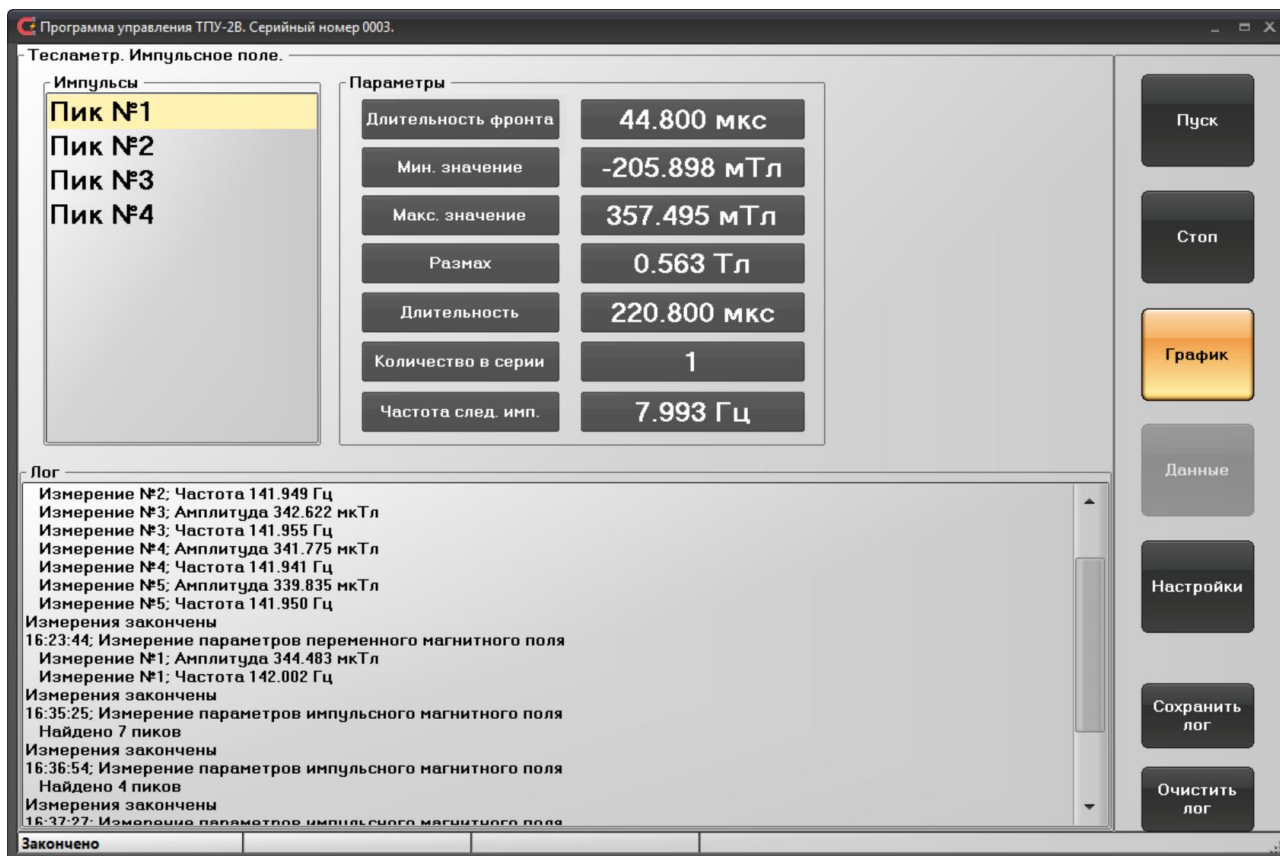 Программа управления ТПУ-2В. Серийный номер 0003.
Тесламетр. Импульсное поле.
Импульсы
Пик №1
Пик №2
Пик №3
Пик №4
Параметры
Длительность фронта
44.800 мкс
Мин. значение
-205.898 мТл
Макс. значение
357.495 мТл
Размах
0.563 Тл
Длительность
220.800 мкс
Количество в серии
1
Частота след. имп.
7.993 Гц
Пуск
Стоп
График
Данные
Настройки
Сохранить
лог
Очистить
лог
Лог
Измерение №2; Частота 141.949 Гц
Измерение №3; Амплитуда 342.622 мкТл
Измерение №3; Частота 141.955 Гц
Измерение №4; Амплитуда 341.775 мкТл
Измерение №4; Частота 141.941 Гц
Измерение №5; Амплитуда 339.835 мкТл
Измерение №5; Частота 141.950 Гц
Измерения закончены
16:23:44; Измерение параметров переменного магнитного поля
Измерение №1; Амплитуда 344.483 мкТл
Измерение №1; Частота 142.002 Гц
Измерения закончены
16:35:25; Измерение параметров импульсного магнитного поля
Найдено 7 пиков
Измерения закончены
16:36:54; Измерение параметров импульсного магнитного поля
Найдено 4 пиков
Измерения закончены
16:37:27; Измерение параметров импульсного магнитного поля
Закончено